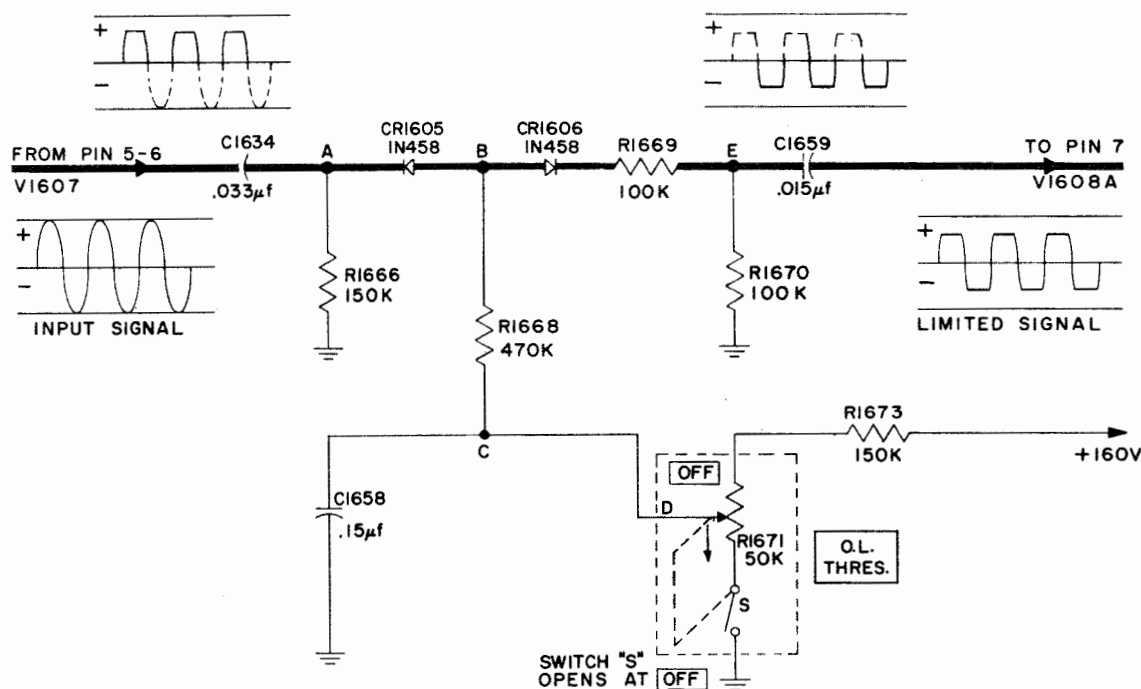 +
−
+
−
FROM PIN 5-6
V1607
C1634
.033µf
A
CR1605
1N458
B
CR1606
1N458
R1669
100K
E
C1659
.015µf
TO PIN 7
V1608A
+
−
INPUT SIGNAL
R1666
150K
R1668
470K
R1670
100K
+
−
LIMITED SIGNAL
C
R1673
150K
+160V
C1658
.15µf
OFF
D
R1671
50K
S
O.L.
THRES.
SWITCH "S"
OPENS AT OFF